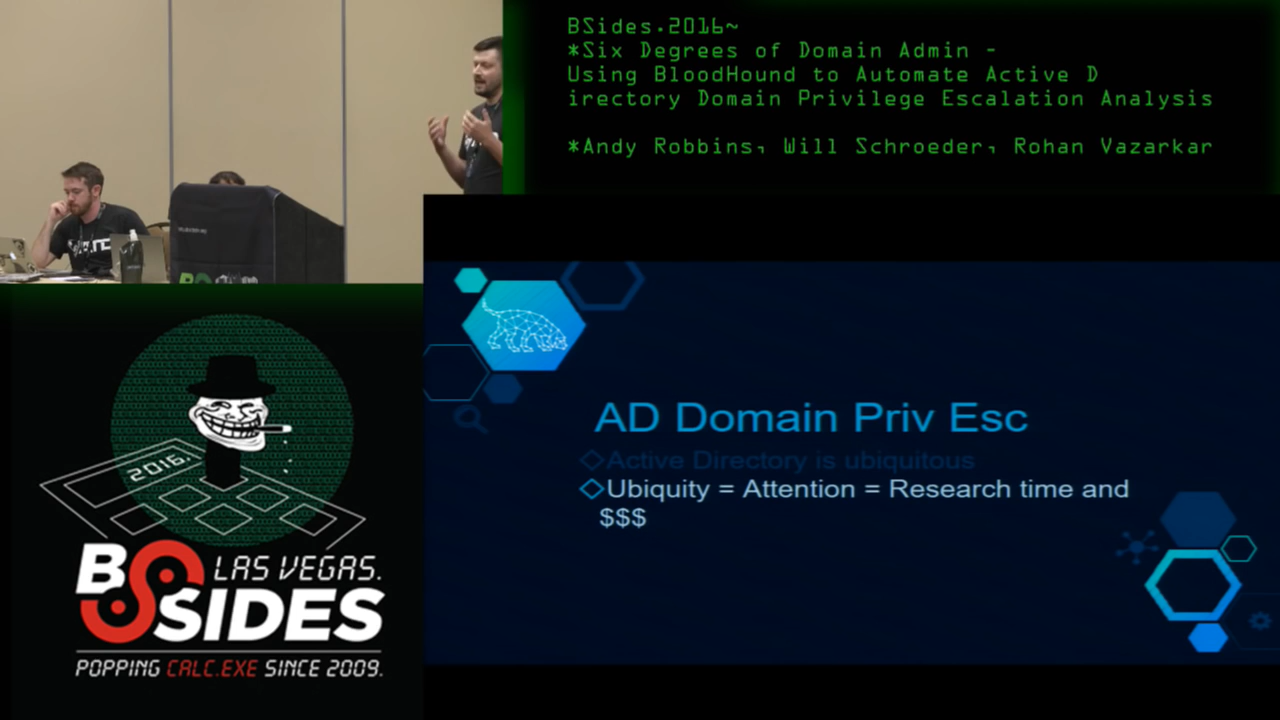 BSides.2016~
*Six Degrees of Domain Admin -
Using BloodHound to Automate Active D
irectory Domain Privilege Escalation Analysis
*Andy Robbins, Will Schroeder, Rohan Vazarkar
AD Domain Priv Esc
Active Directory is ubiquitous
Ubiquity = Attention = Research time and
$$$
2016.
BSIDES
LAS VEGAS.
POPPING CALC.EXE SINCE 2009.